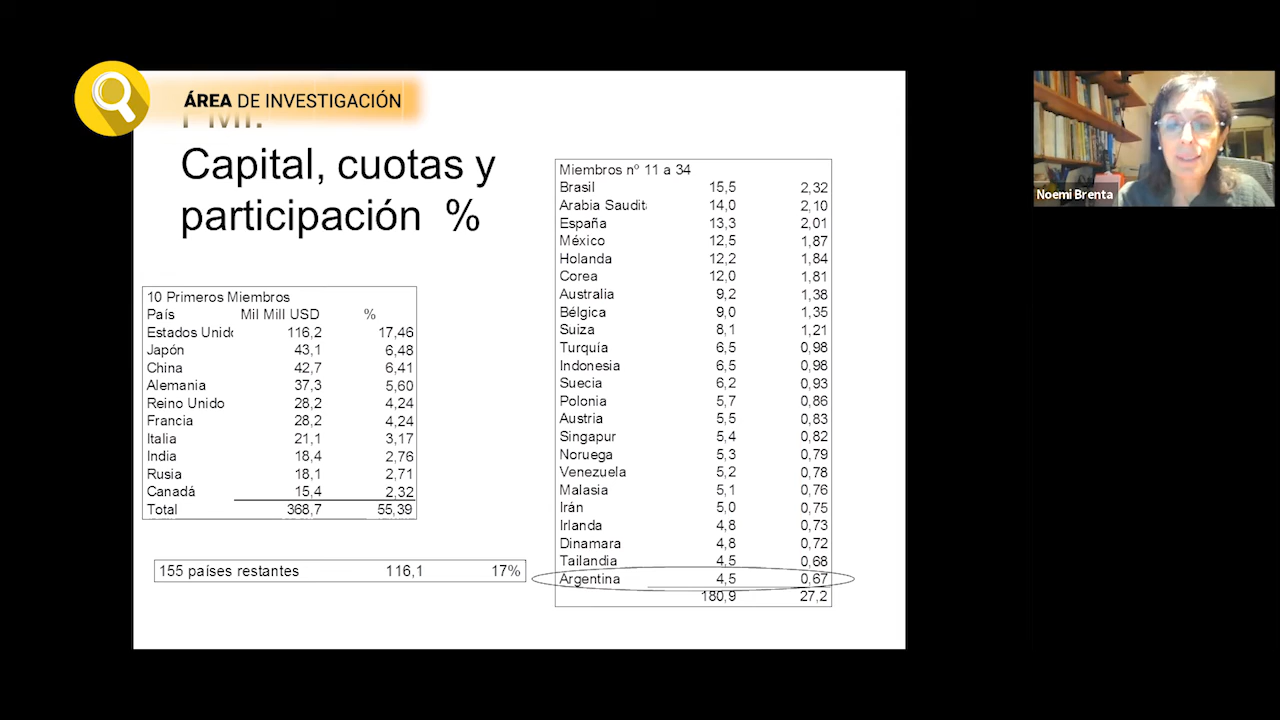 ÁREA DE INVESTIGACIÓN
FMI:
Capital, cuotas y
participación %
10 Primeros Miembros
País Mil Mill USD %
Estados Unido 116,2 17,46
Japón 43,1 6,48
China 42,7 6,41
Alemania 37,3 5,60
Reino Unido 28,2 4,24
Francia 28,2 4,24
Italia 21,1 3,17
India 18,4 2,76
Rusia 18,1 2,71
Canadá 15,4 2,32
Total 368,7 55,39
155 países restantes 116,1 17%
Miembros nº 11 a 34
Brasil 15,5 2,32
Arabia Saudit 14,0 2,10
España 13,3 2,01
México 12,5 1,87
Holanda 12,2 1,84
Corea 12,0 1,81
Australia 9,2 1,38
Bélgica 9,0 1,35
Suiza 8,1 1,21
Turquía 6,5 0,98
Indonesia 6,5 0,98
Suecia 6,2 0,93
Polonia 5,7 0,86
Austria 5,5 0,83
Singapur 5,4 0,82
Noruega 5,3 0,79
Venezuela 5,2 0,78
Malasia 5,1 0,76
Irán 5,0 0,75
Irlanda 4,8 0,73
Dinamara 4,8 0,72
Tailandia 4,5 0,68
Argentina 4,5 0,67
180,9 27,2
Noemi Brenta